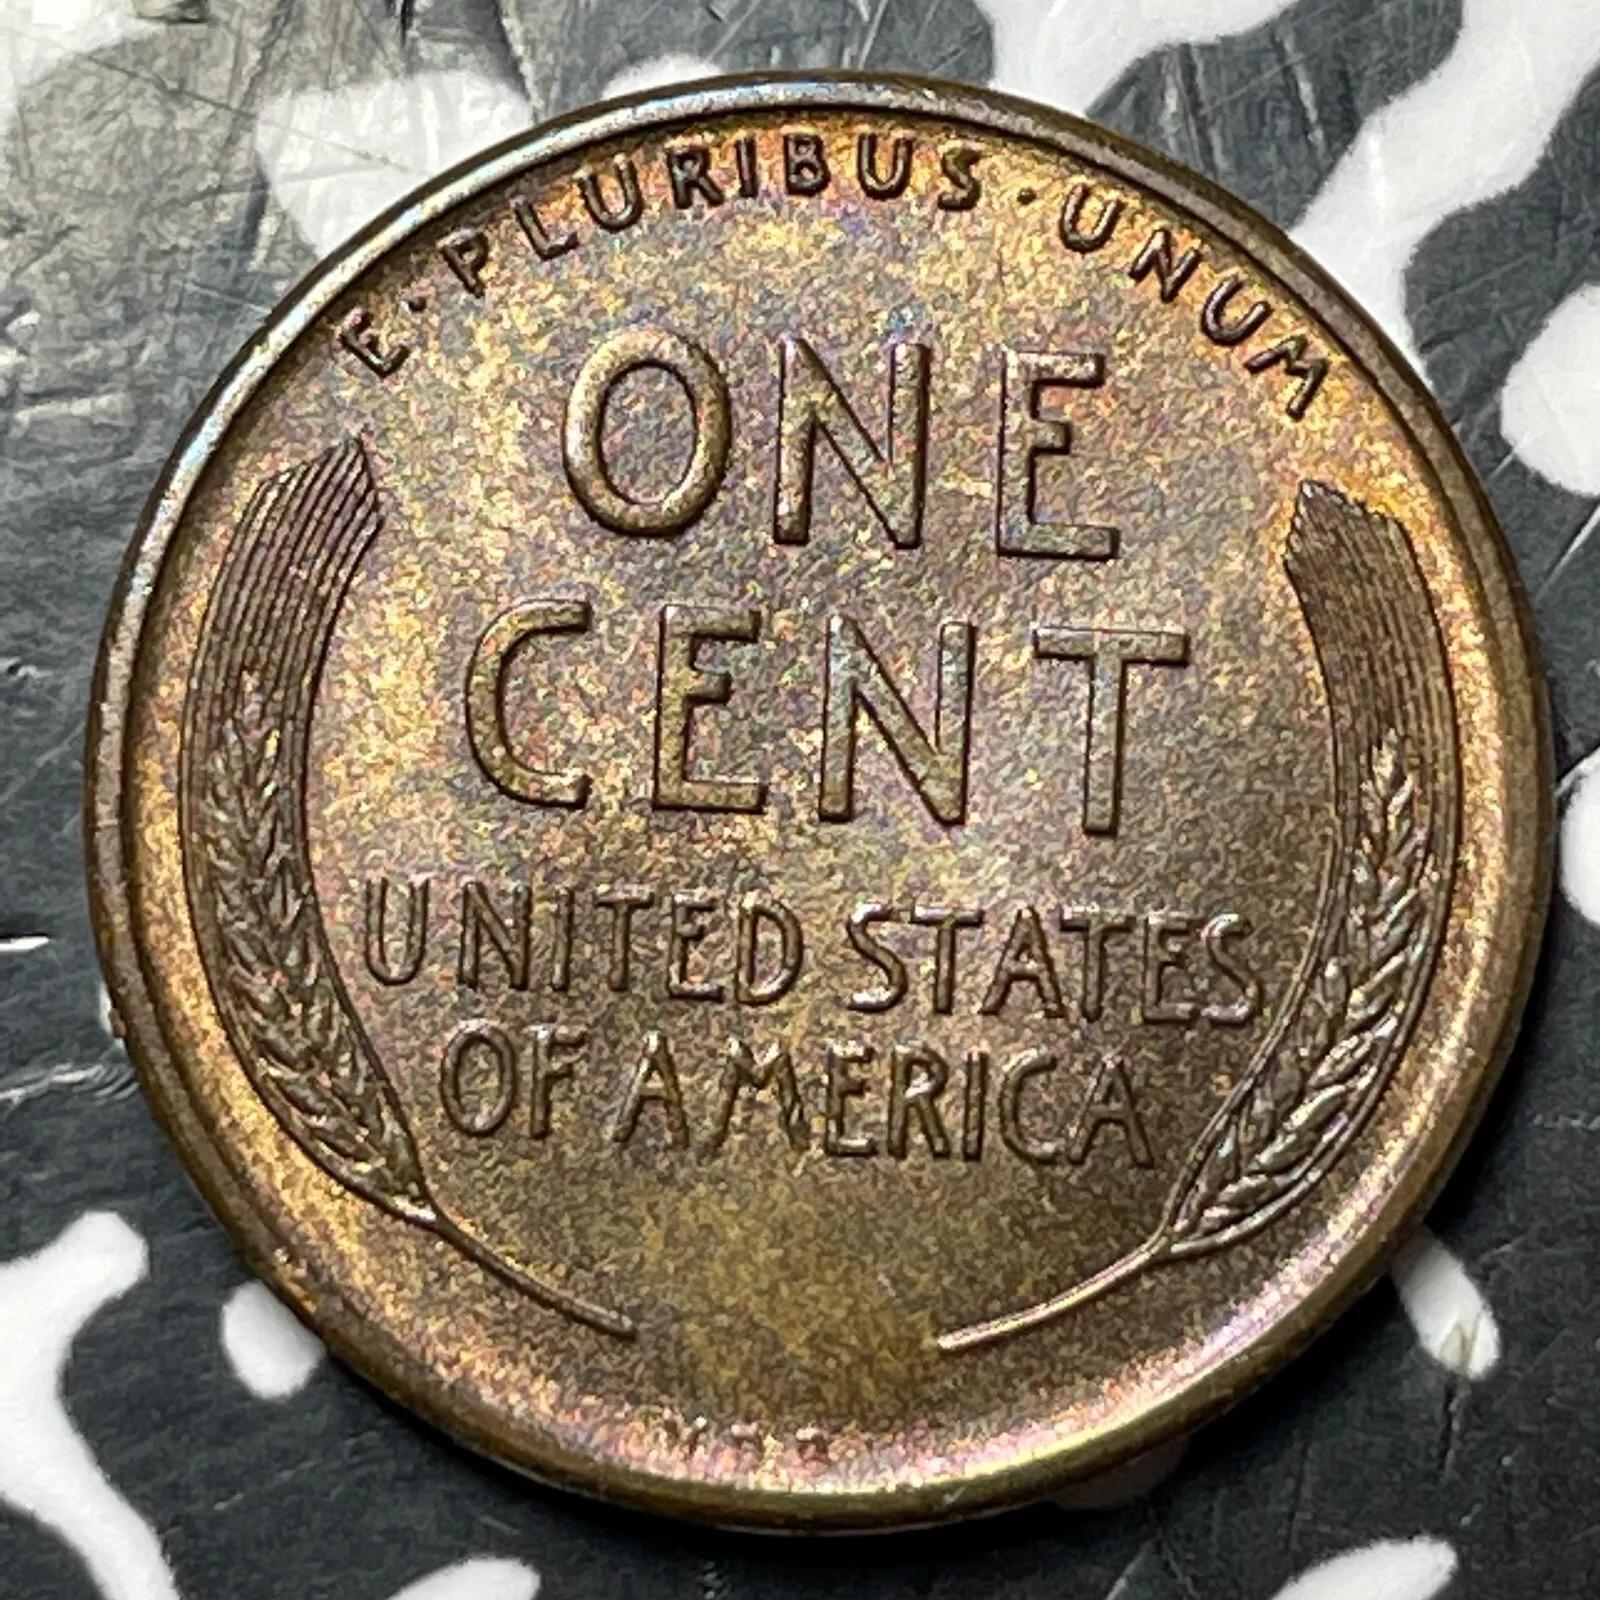 E·PLURIBUS·UNUM
ONE
CENT
UNITED STATES
OF AMERICA